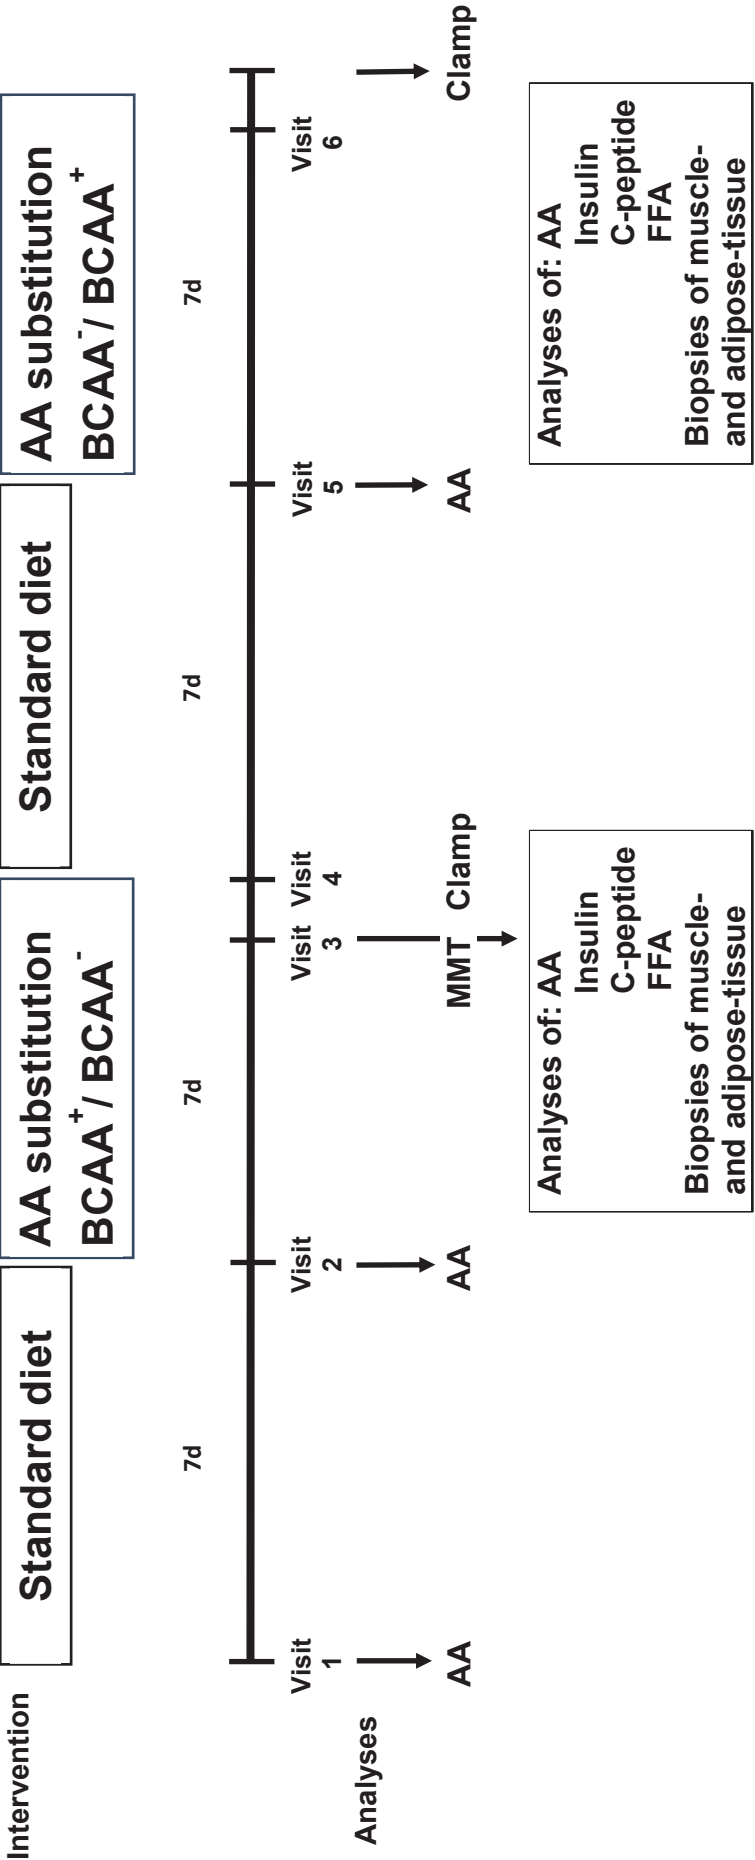 Intervention
Standard diet
AA substitution
BCAA⁺/ BCAA⁻
Standard diet
AA substitution
BCAA⁻/ BCAA⁺
7d
7d
7d
7d
Visit
1
Visit
2
Visit
3
Visit
4
Visit
5
Visit
6
Analyses
AA
AA
MMT
Clamp
AA
Clamp
Analyses of: AA
Insulin
C-peptide
FFA
Biopsies of muscle-
and adipose-tissue
Analyses of: AA
Insulin
C-peptide
FFA
Biopsies of muscle-
and adipose-tissue